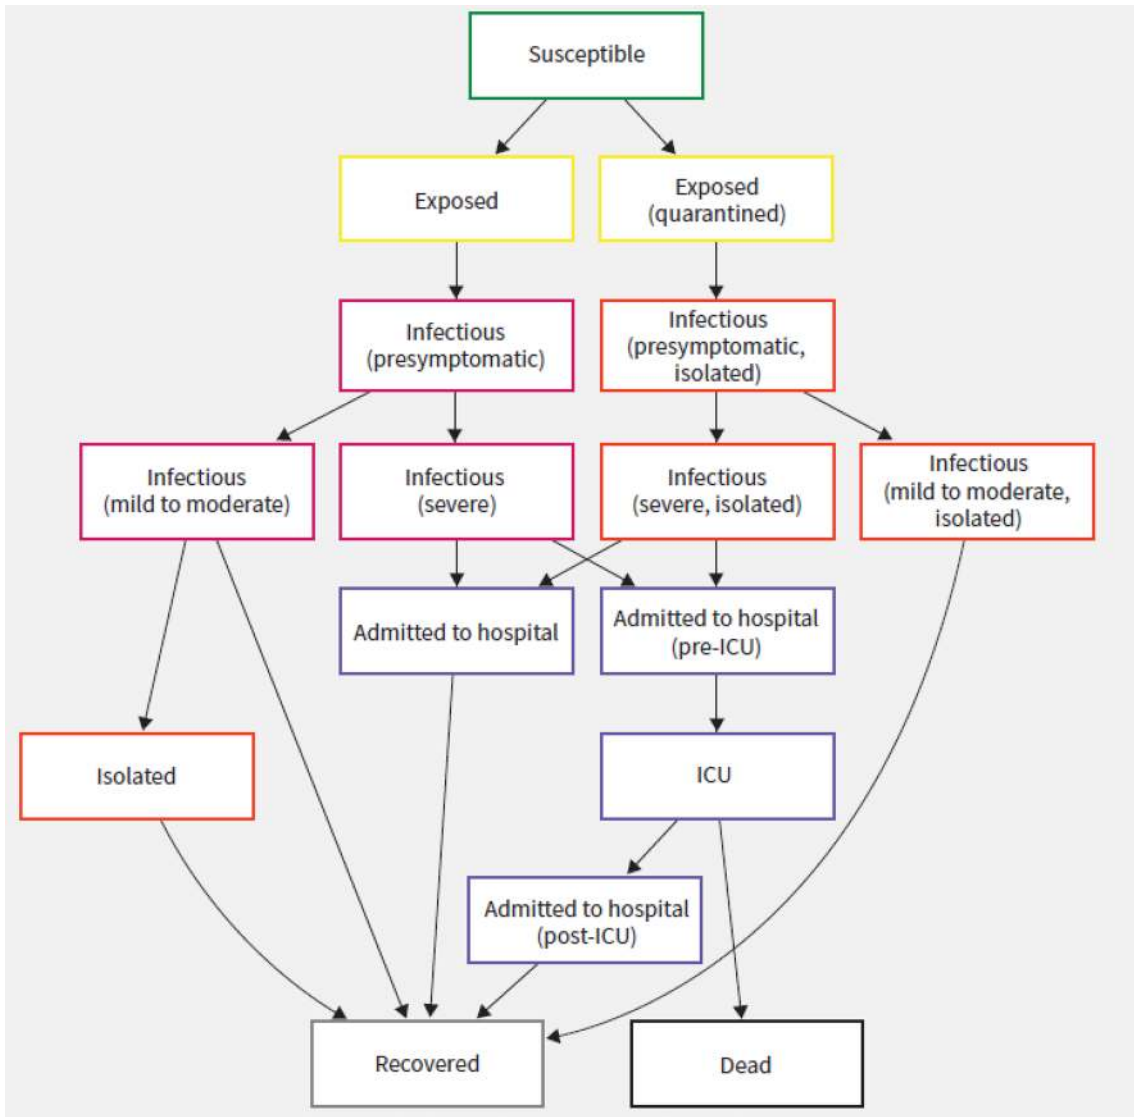 Susceptible
Exposed
Exposed
(quarantined)
Infectious
(presymptomatic)
Infectious
(presymptomatic,
isolated)
Infectious
(mild to moderate)
Infectious
(severe)
Infectious
(severe, isolated)
Infectious
(mild to moderate,
isolated)
Admitted to hospital
Admitted to hospital
(pre-ICU)
Isolated
ICU
Admitted to hospital
(post-ICU)
Recovered
Dead